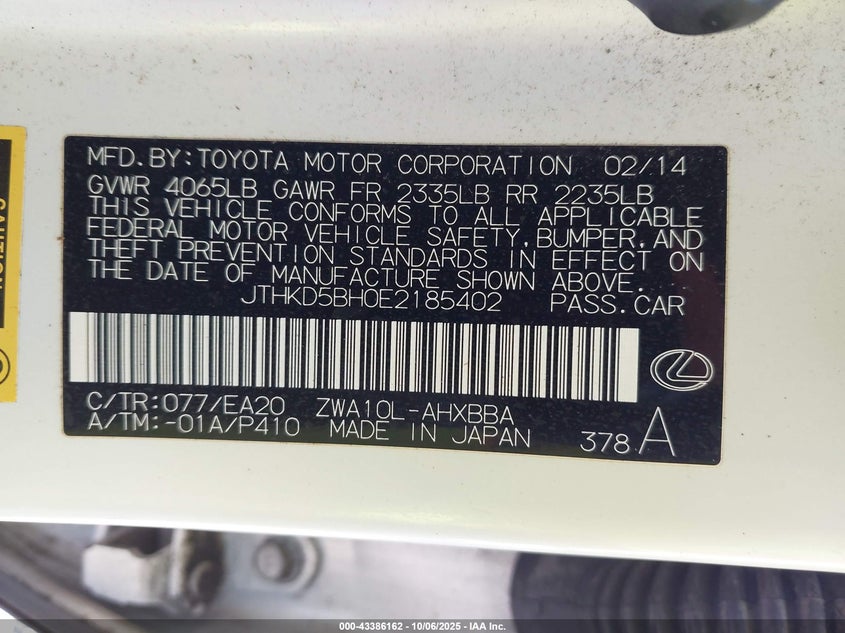 MFD.BY:TOYOTA MOTOR CORPORATION 02/14
GVWR 4065LB GAWR FR 2335LB RR 2235LB
THIS VEHICLE CONFORMS TO ALL APPLICABLE
FEDERAL MOTOR VEHICLE SAFETY,BUMPER,AND
THEFT PREVENTION STANDARDS IN EFFECT ON
THE DATE OF MANUFACTURE SHOWN ABOVE.
JTHKD5BH0E2185402 PASS.CAR
C/TR:077/EA20 ZWA10L-AHXBBA
A/TM:-01A/P410 MADE IN JAPAN 378 A
CAUTION
000-43386162 - 10/06/2025 - IAA Inc.